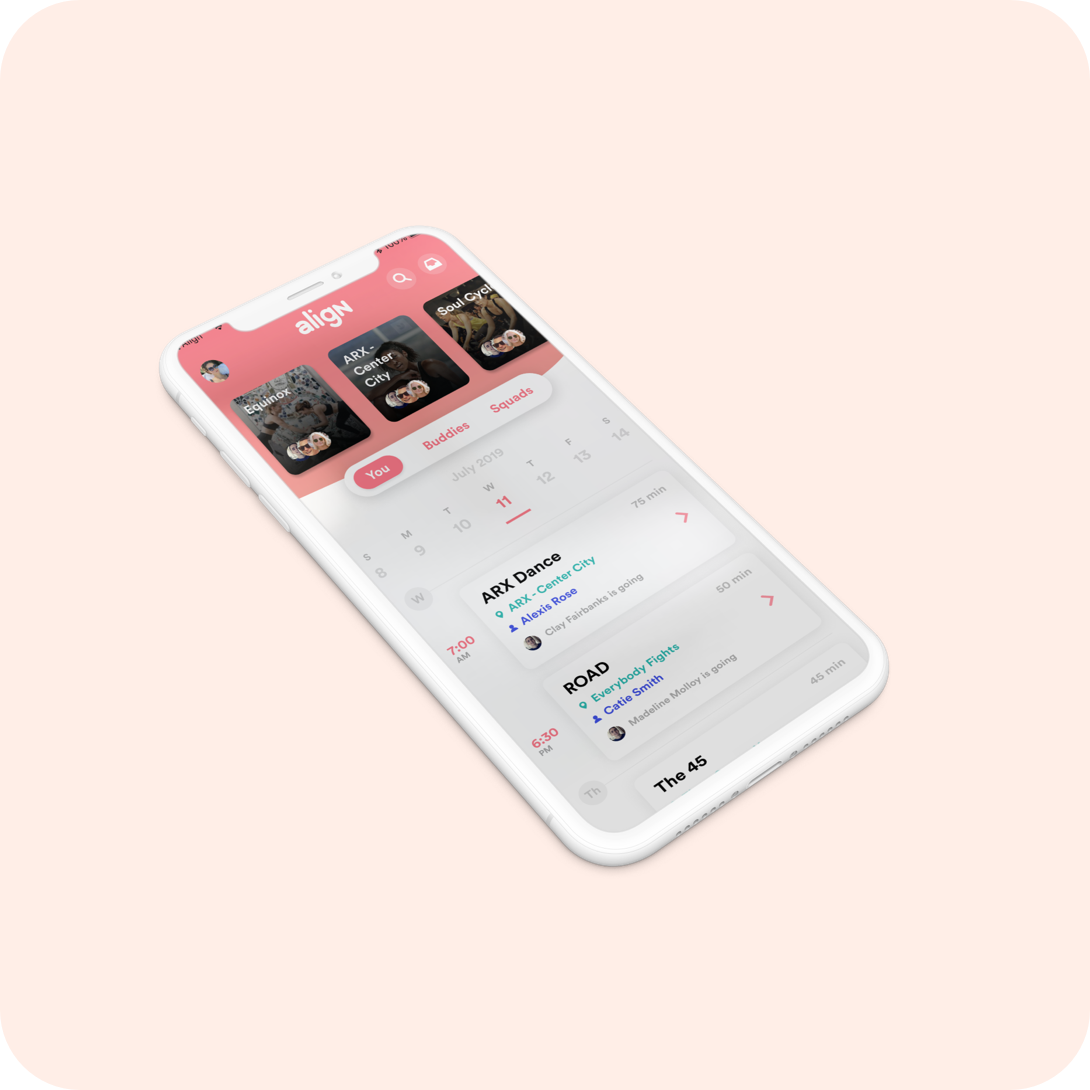 Align
100%
aligN
Equinox
ARX -
Center
City
Soul Cycl
You
Buddies
Squads
July 2019
S M T W T F S
8 9 10 11 12 13 14
W
75 min
ARX Dance
ARX - Center City
Alexis Rose
Clay Fairbanks is going
7:00
AM
50 min
ROAD
Everybody Fights
Catie Smith
Madeline Molloy is going
6:30
PM
Th
45 min
The 45